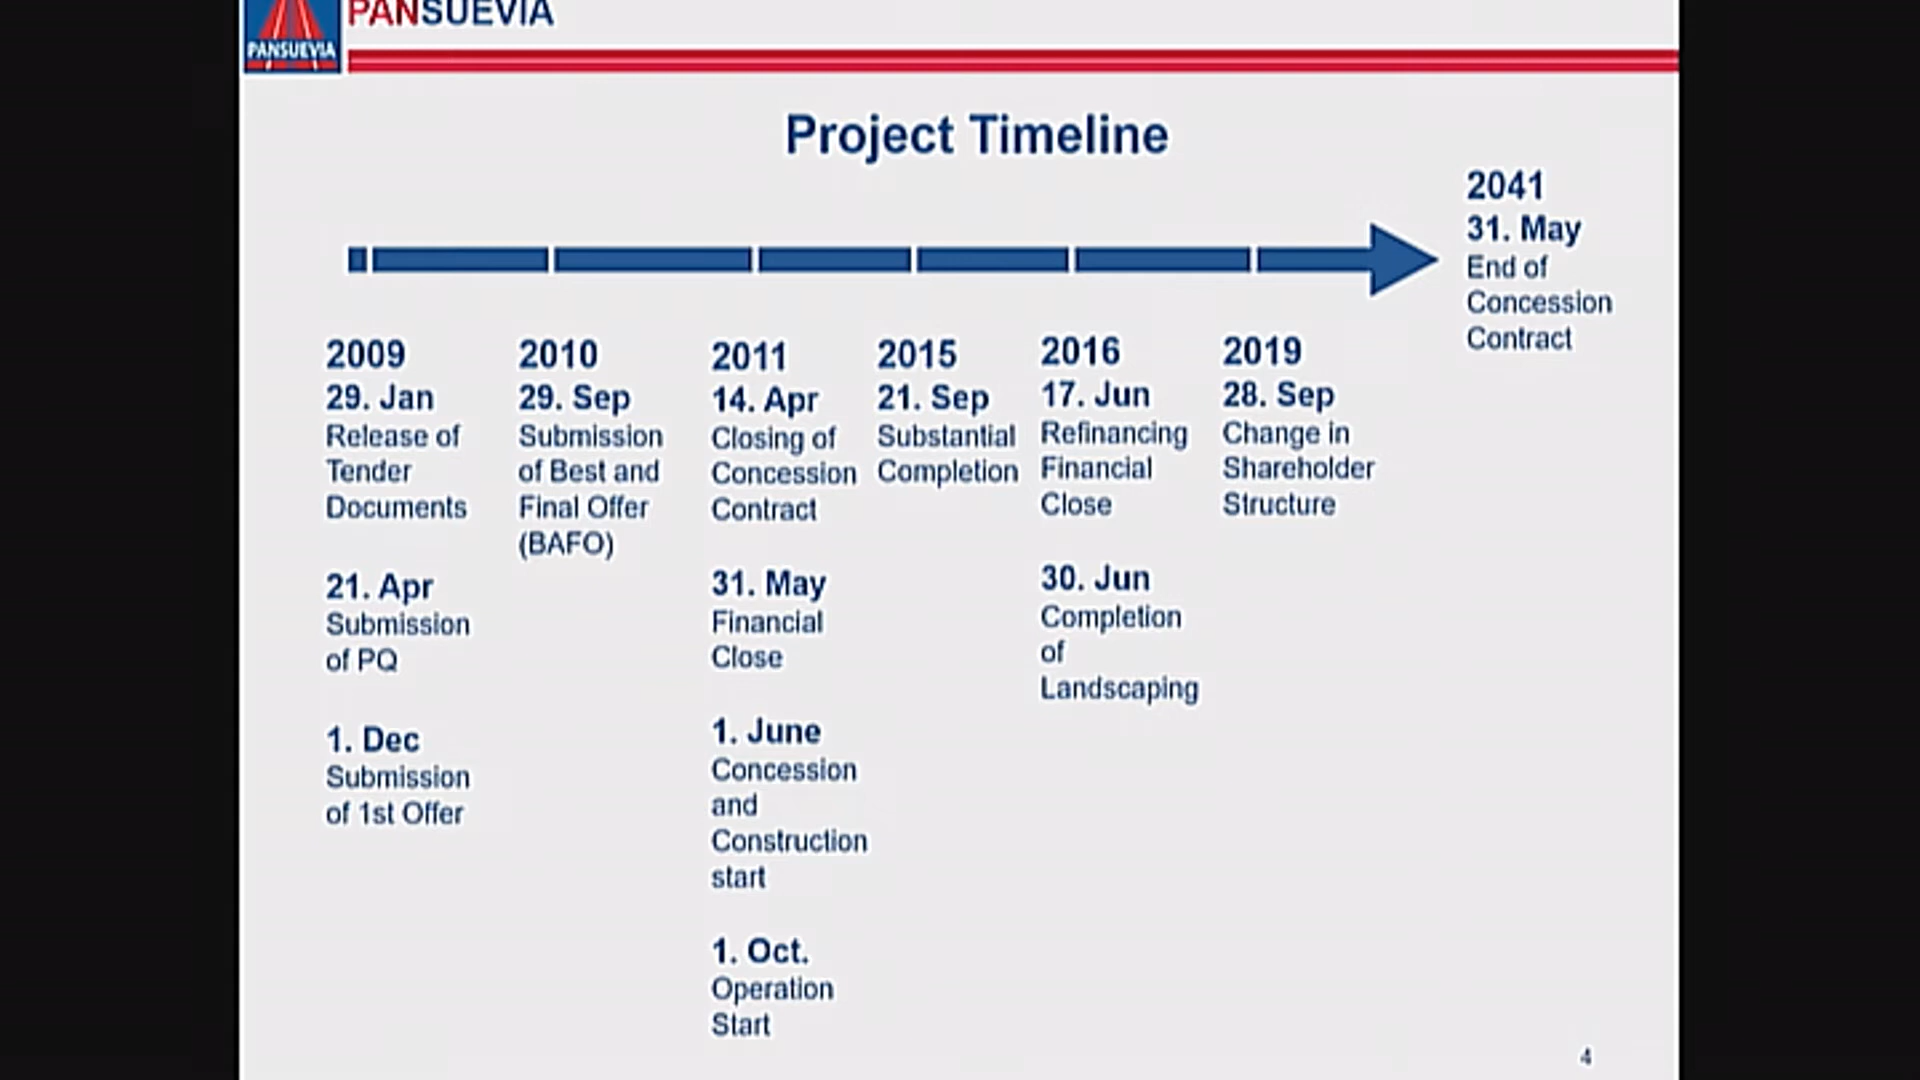 PANSUEVIA
PANSUEVIA
Project Timeline
2041
31. May
End of
Concession
Contract
2009
29. Jan
Release of
Tender
Documents
21. Apr
Submission
of PQ
1. Dec
Submission
of 1st Offer
2010
29. Sep
Submission
of Best and
Final Offer
(BAFO)
2011
14. Apr
Closing of
Concession
Contract
31. May
Financial
Close
1. June
Concession
and
Construction
start
1. Oct.
Operation
Start
2015
21. Sep
Substantial
Completion
2016
17. Jun
Refinancing
Financial
Close
30. Jun
Completion
of
Landscaping
2019
28. Sep
Change in
Shareholder
Structure
4